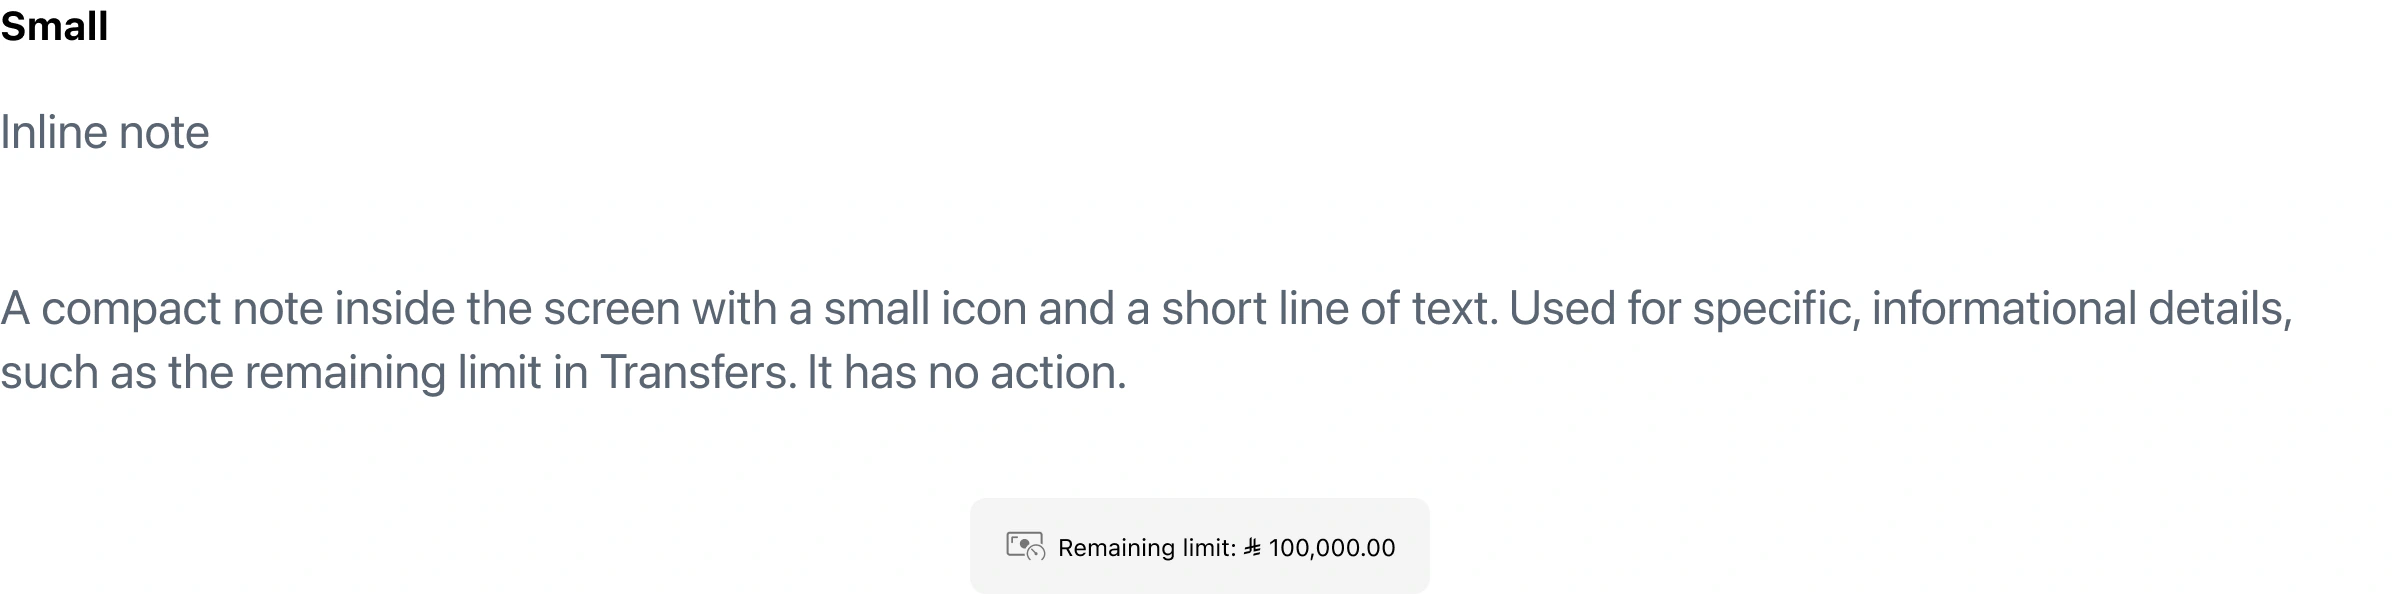 Small
Inline note
A compact note inside the screen with a small icon and a short line of text. Used for specific, informational details,
such as the remaining limit in Transfers. It has no action.
Remaining limit: ⃁ 100,000.00